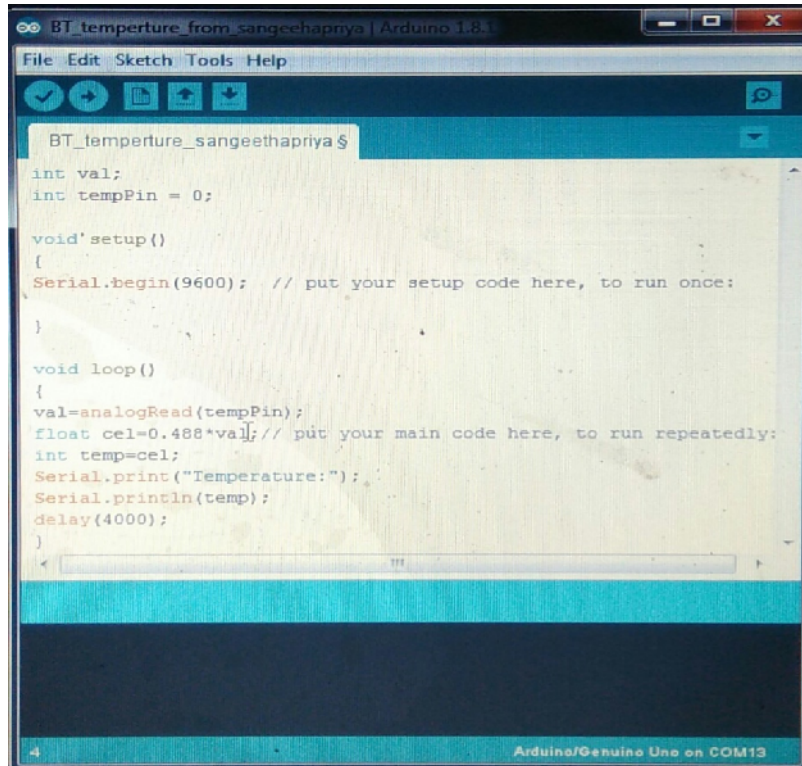 BT_temperture_from_sangeehapriya | Arduino 1.8.1
File Edit Sketch Tools Help
BT_temperture_sangeethapriya §
int val;
int tempPin = 0;
void setup()
{
Serial.begin(9600); // put your setup code here, to run once:
}
void loop()
{
val=analogRead(tempPin);
float cel=0.488*val;// put your main code here, to run repeatedly:
int temp=cel;
Serial.print("Temperature:");
Serial.println(temp);
delay(4000);
}
4
Arduino/Genuino Uno on COM13